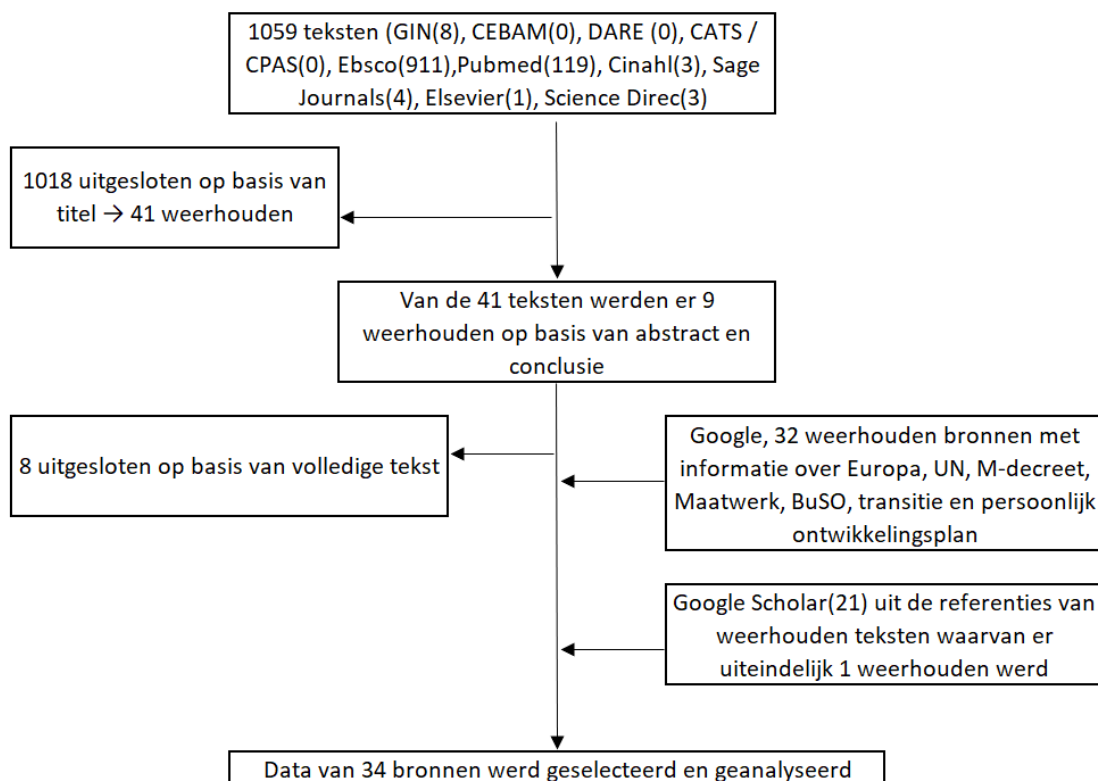 1059 teksten (GIN(8), CEBAM(0), DARE (0), CATS /
CPAS(0), Ebsco(911),Pubmed(119), Cinahl(3), Sage
Journals(4), Elsevier(1), Science Direc(3)
1018 uitgesloten op basis van
titel → 41 weerhouden
Van de 41 teksten werden er 9
weerhouden op basis van abstract en
conclusie
8 uitgesloten op basis van volledige tekst
Google, 32 weerhouden bronnen met
informatie over Europa, UN, M-decreet,
Maatwerk, BuSO, transitie en persoonlijk
ontwikkelingsplan
Google Scholar(21) uit de referenties van
weerhouden teksten waarvan er
uiteindelijk 1 weerhouden werd
Data van 34 bronnen werd geselecteerd en geanalyseerd